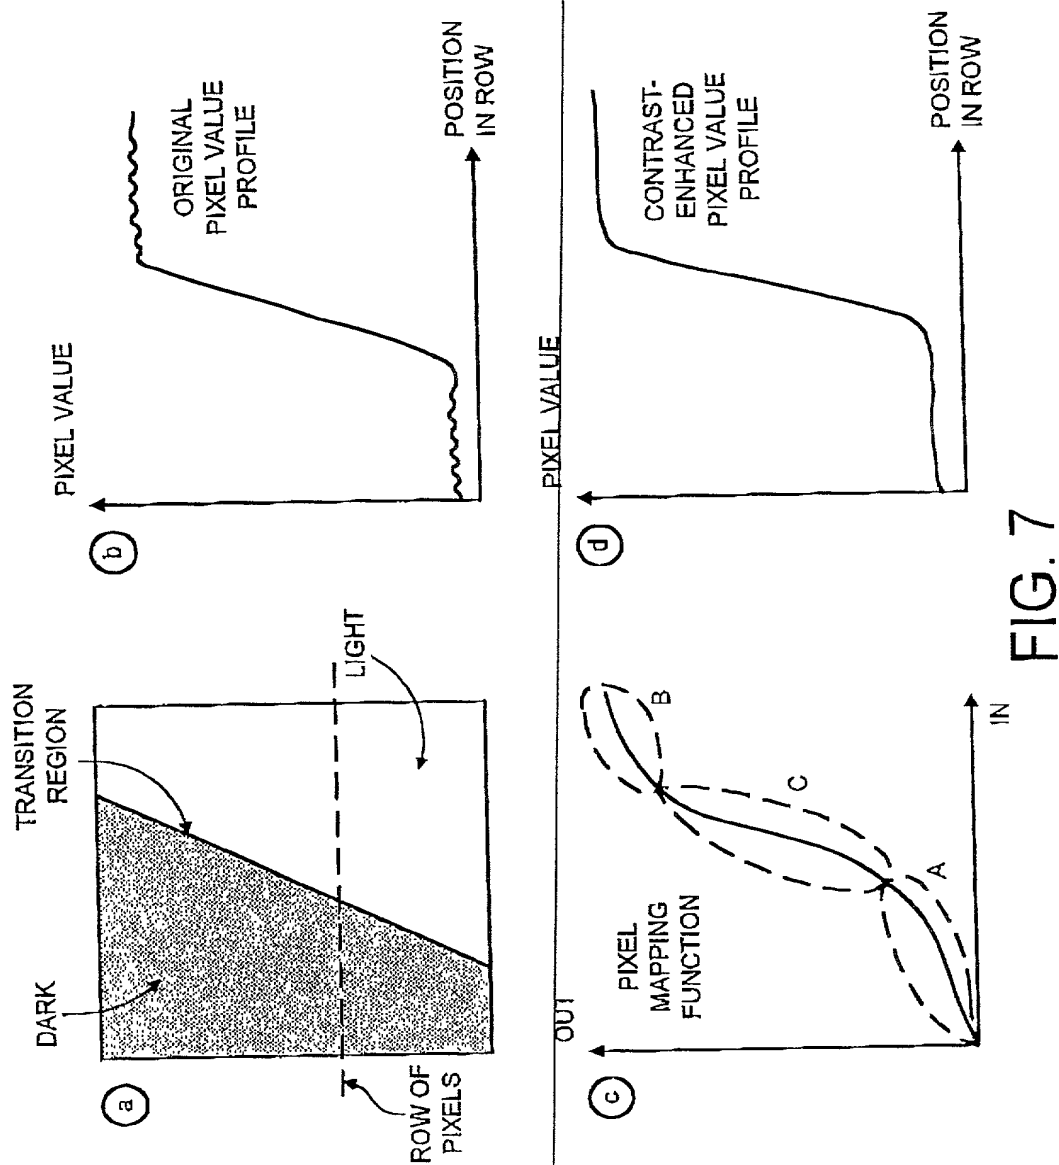 a
DARK
TRANSITION
REGION
LIGHT
ROW OF
PIXELS
b
PIXEL VALUE
ORIGINAL
PIXEL VALUE
PROFILE
POSITION
IN ROW
c
OUT
PIXEL
MAPPING
FUNCTION
A
C
B
IN
d
PIXEL VALUE
CONTRAST-
ENHANCED
PIXEL VALUE
PROFILE
POSITION
IN ROW
FIG. 7